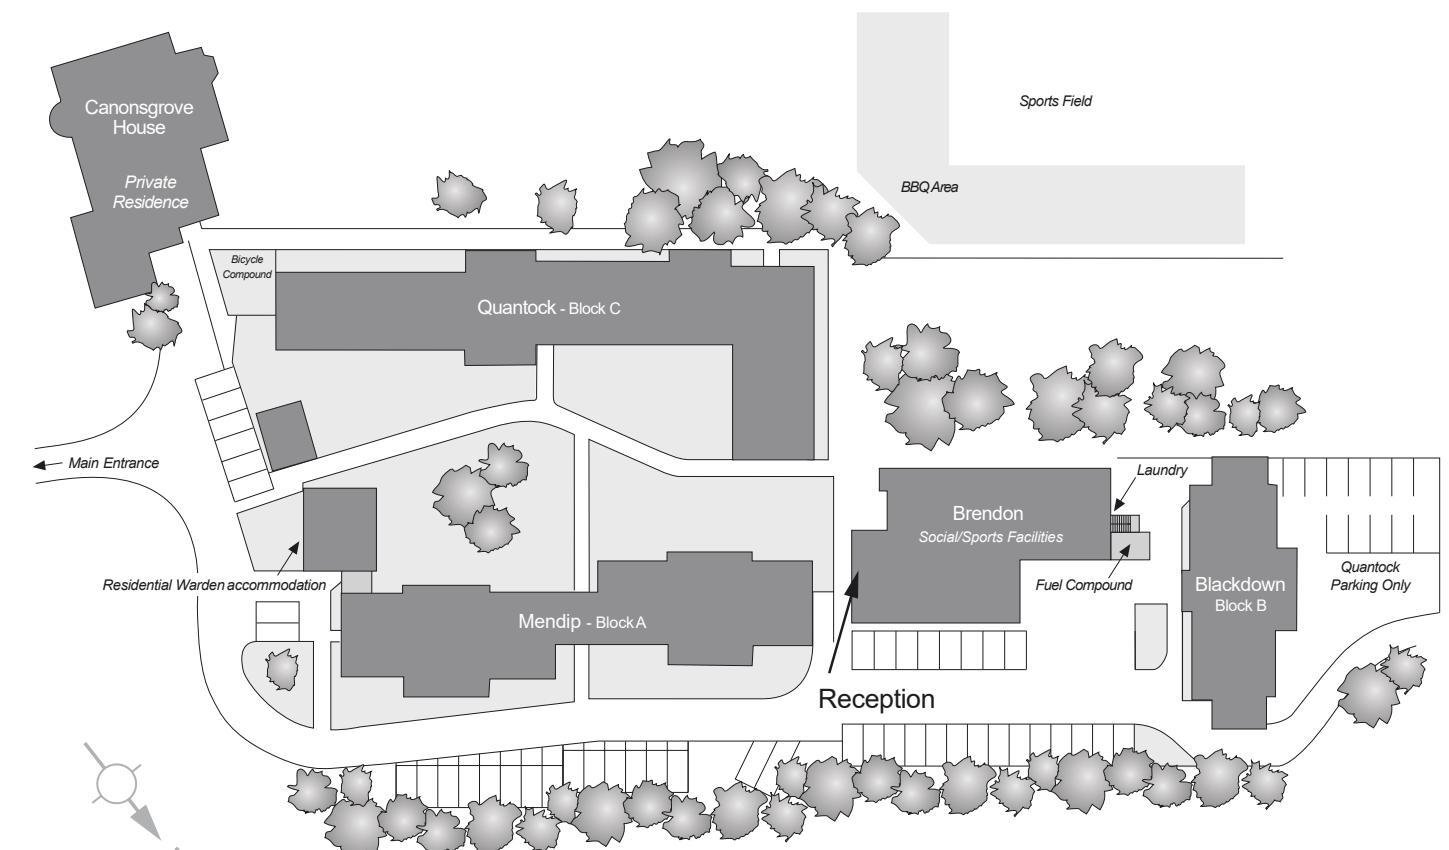 Canonsgrove
House
Private
Residence
Sports Field
BBQ Area
Bicycle
Compound
Quantock - Block C
Main Entrance
Laundry
Brendon
Social/Sports Facilities
Residential Warden accommodation
Fuel Compound
Quantock
Parking Only
Blackdown
Block B
Mendip - Block A
Reception